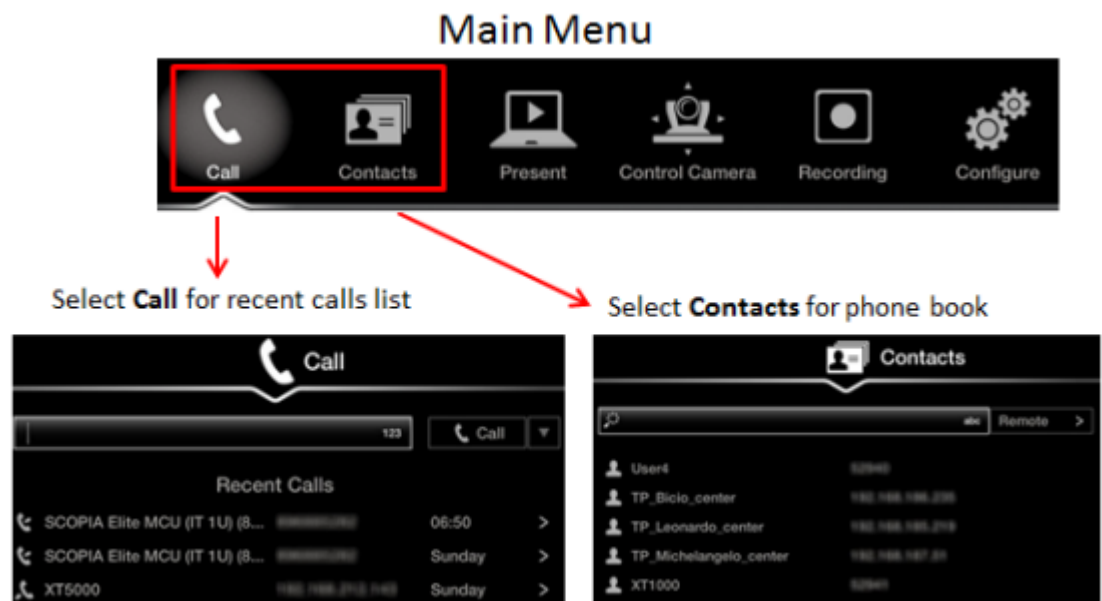 Main Menu
Call Contacts Present Control Camera Recording Configure
Select Call for recent calls list
Select Contacts for phone book
Call
123 Call
Recent Calls
SCOPIA Elite MCU (IT 1U) (8... 06:50 >
SCOPIA Elite MCU (IT 1U) (8... Sunday >
XT5000 Sunday >
Contacts
abc Remote >
User4
TP_Bicio_center
TP_Leonardo_center
TP_Michelangelo_center
XT1000